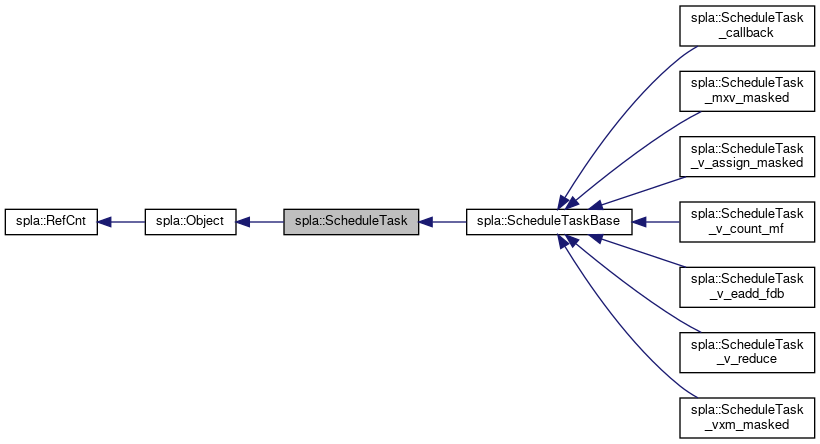 spla::RefCnt
spla::Object
spla::ScheduleTask
spla::ScheduleTaskBase
spla::ScheduleTask
_callback
spla::ScheduleTask
_mxv_masked
spla::ScheduleTask
_v_assign_masked
spla::ScheduleTask
_v_count_mf
spla::ScheduleTask
_v_eadd_fdb
spla::ScheduleTask
_v_reduce
spla::ScheduleTask
_vxm_masked